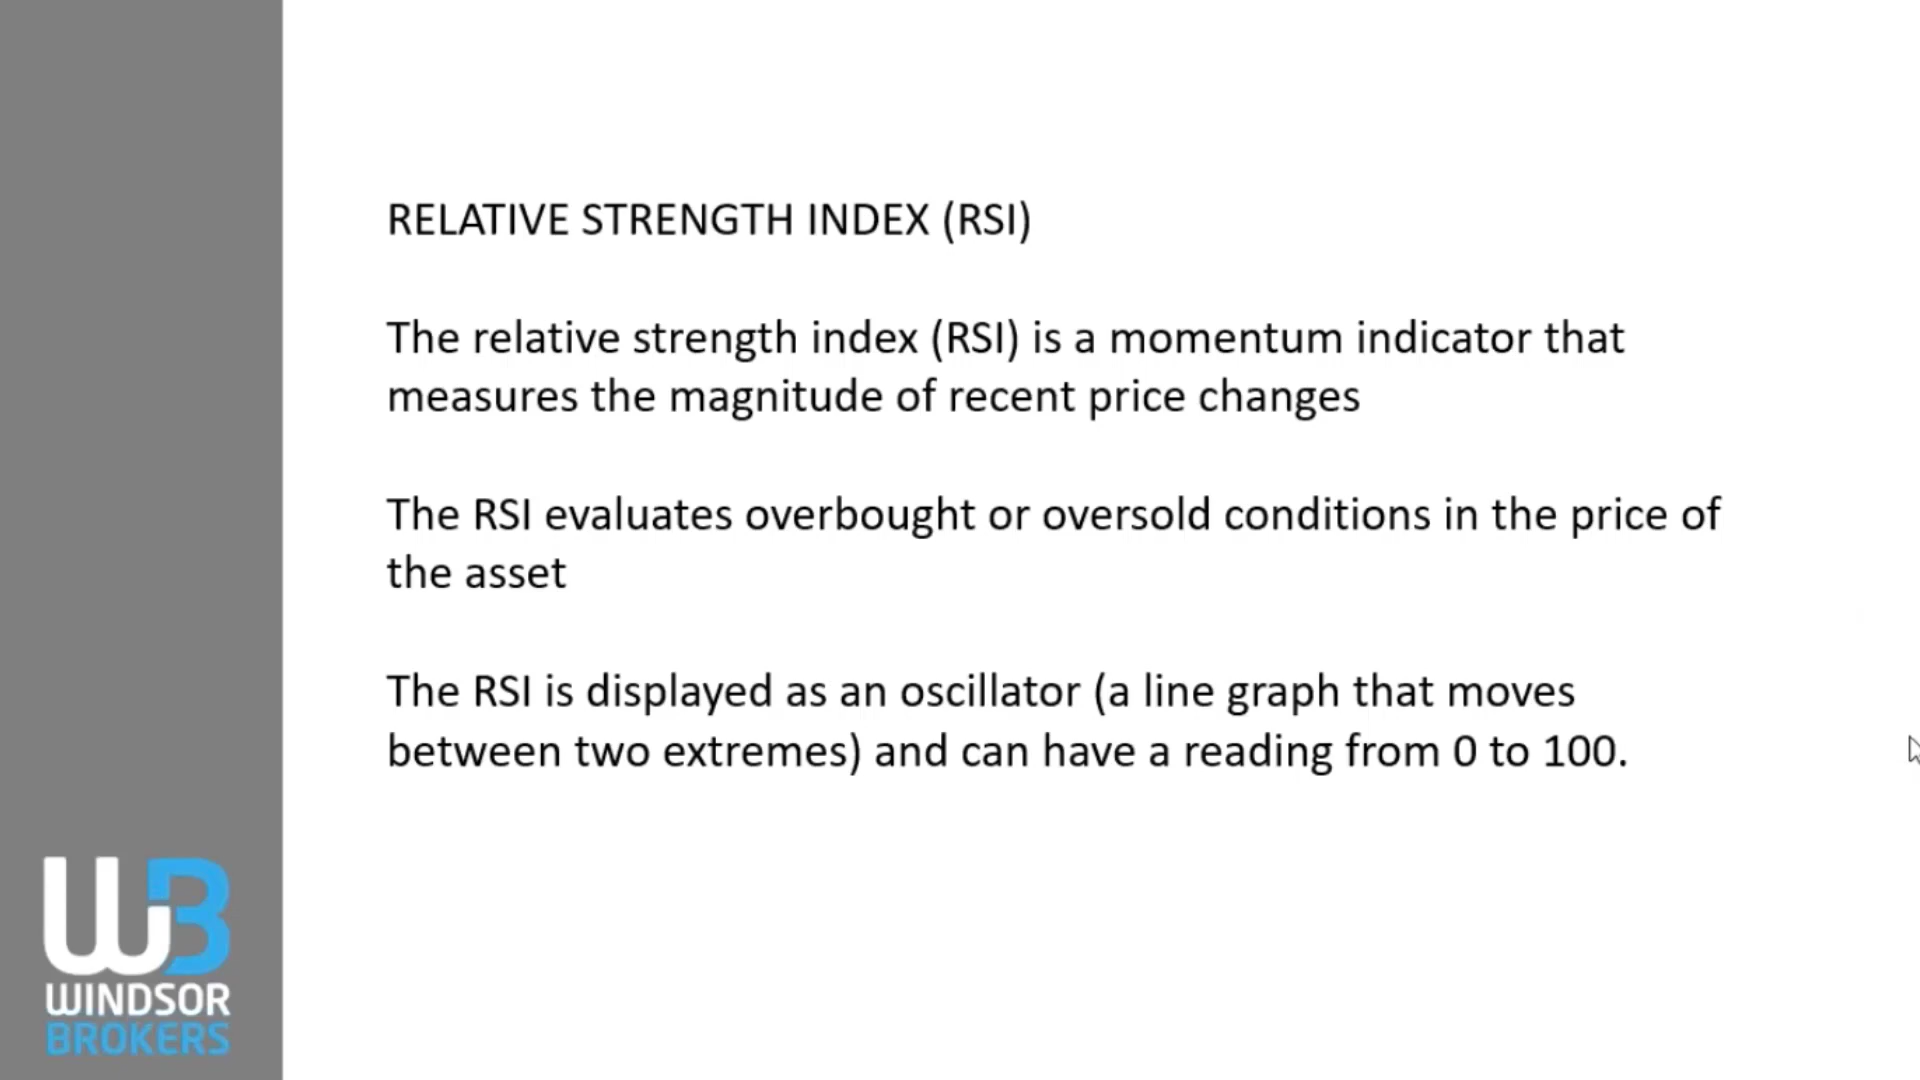 RELATIVE STRENGTH INDEX (RSI)
The relative strength index (RSI) is a momentum indicator that
measures the magnitude of recent price changes
The RSI evaluates overbought or oversold conditions in the price of
the asset
The RSI is displayed as an oscillator (a line graph that moves
between two extremes) and can have a reading from 0 to 100.
WB
WINDSOR
BROKERS